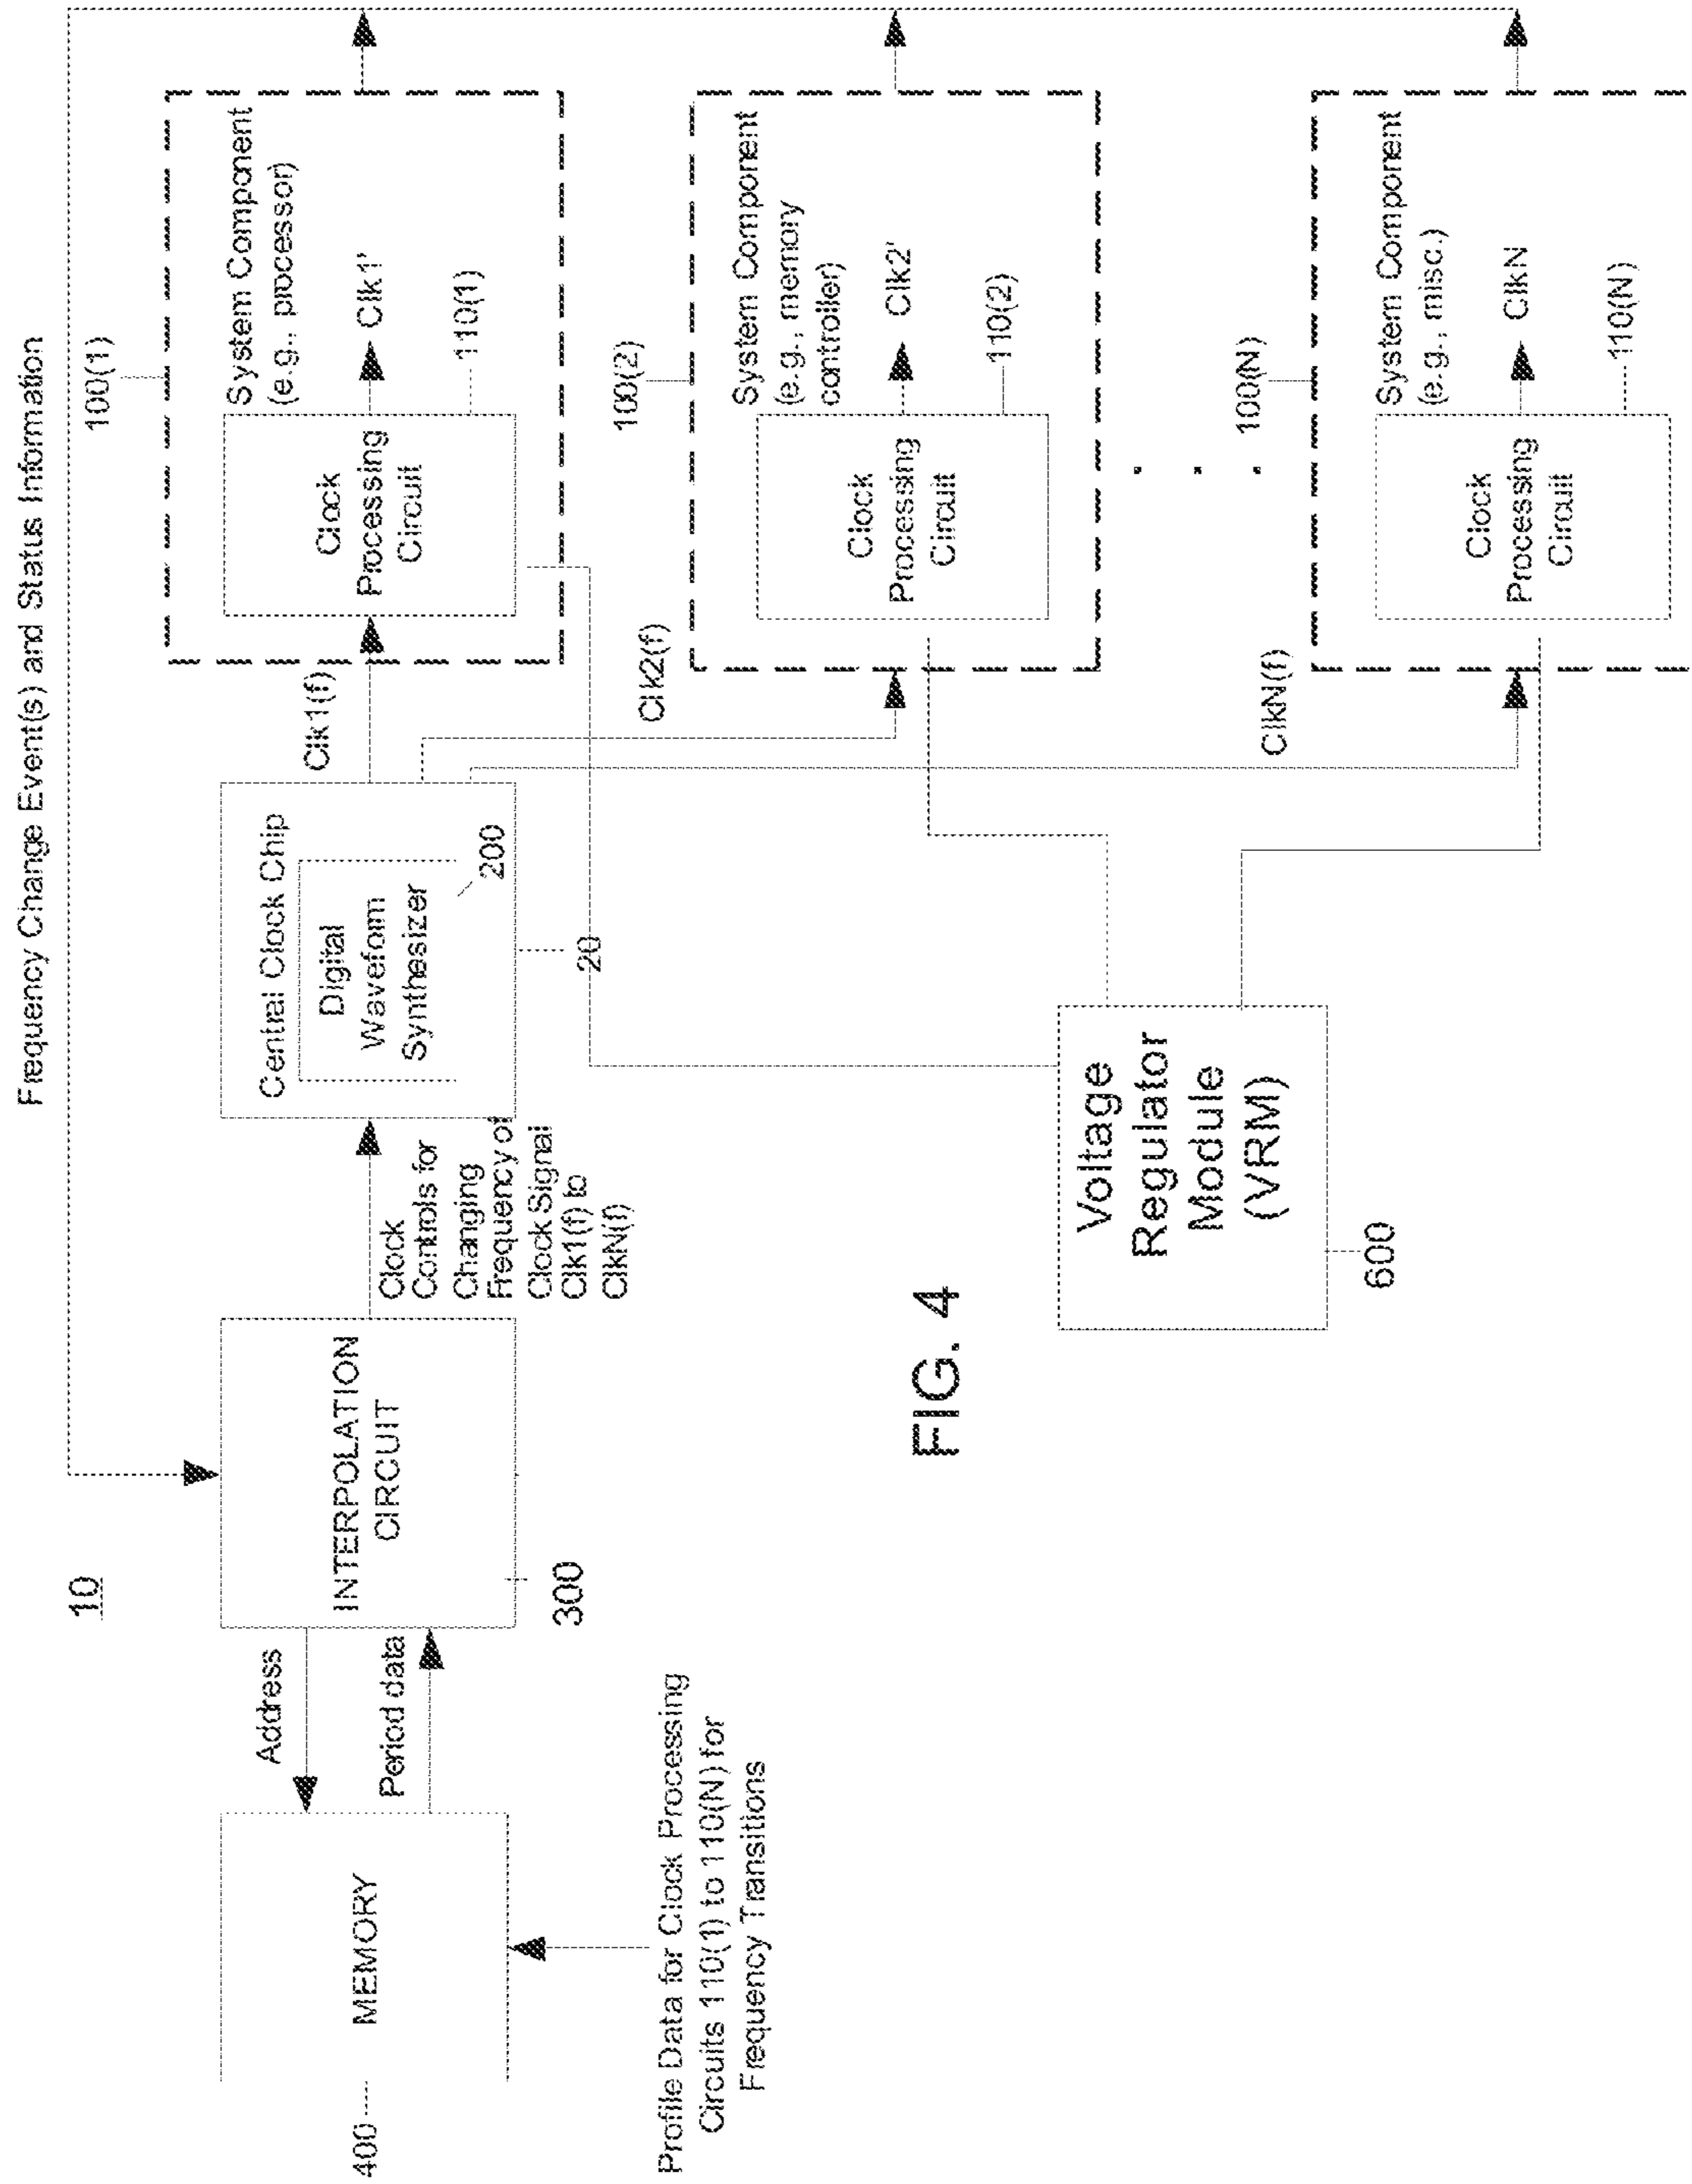 Frequency Change Event(s) and Status Information
10
400
MEMORY
Address
Period data
Profile Data for Clock Processing
Circuits 110(1) to 110(N) for
Frequency Transitions
INTERPOLATION
CIRCUIT
300
Clock
Controls for
Changing
Frequency of
Clock Signal
Clk1(f) to
ClkN(f)
Central Clock Chip
Digital
Waveform
Synthesizer
200
20
Clk1(f)
100(1)
System Component
(e.g., processor)
Clock
Processing
Circuit
Clk1'
110(1)
Clk2(f)
100(2)
System Component
(e.g., memory
controller)
Clock
Processing
Circuit
Clk2'
110(2)
. . .
ClkN(f)
100(N)
System Component
(e.g., misc.)
Clock
Processing
Circuit
ClkN
110(N)
Voltage
Regulator
Module
(VRM)
600
FIG. 4